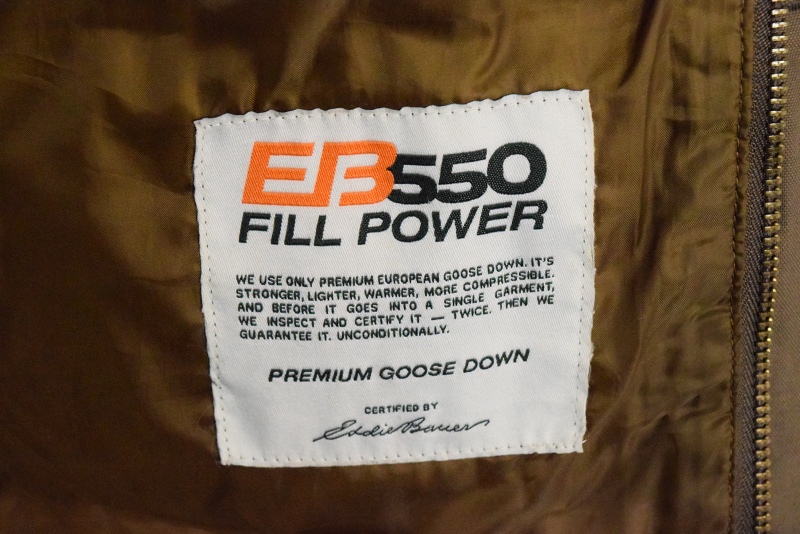 EB550
FILL POWER
WE USE ONLY PREMIUM EUROPEAN GOOSE DOWN. IT'S
STRONGER, LIGHTER, WARMER, MORE COMPRESSIBLE.
AND BEFORE IT GOES INTO A SINGLE GARMENT,
WE INSPECT AND CERTIFY IT — TWICE. THEN WE
GUARANTEE IT. UNCONDITIONALLY.
PREMIUM GOOSE DOWN
CERTIFIED BY
Eddie Bauer